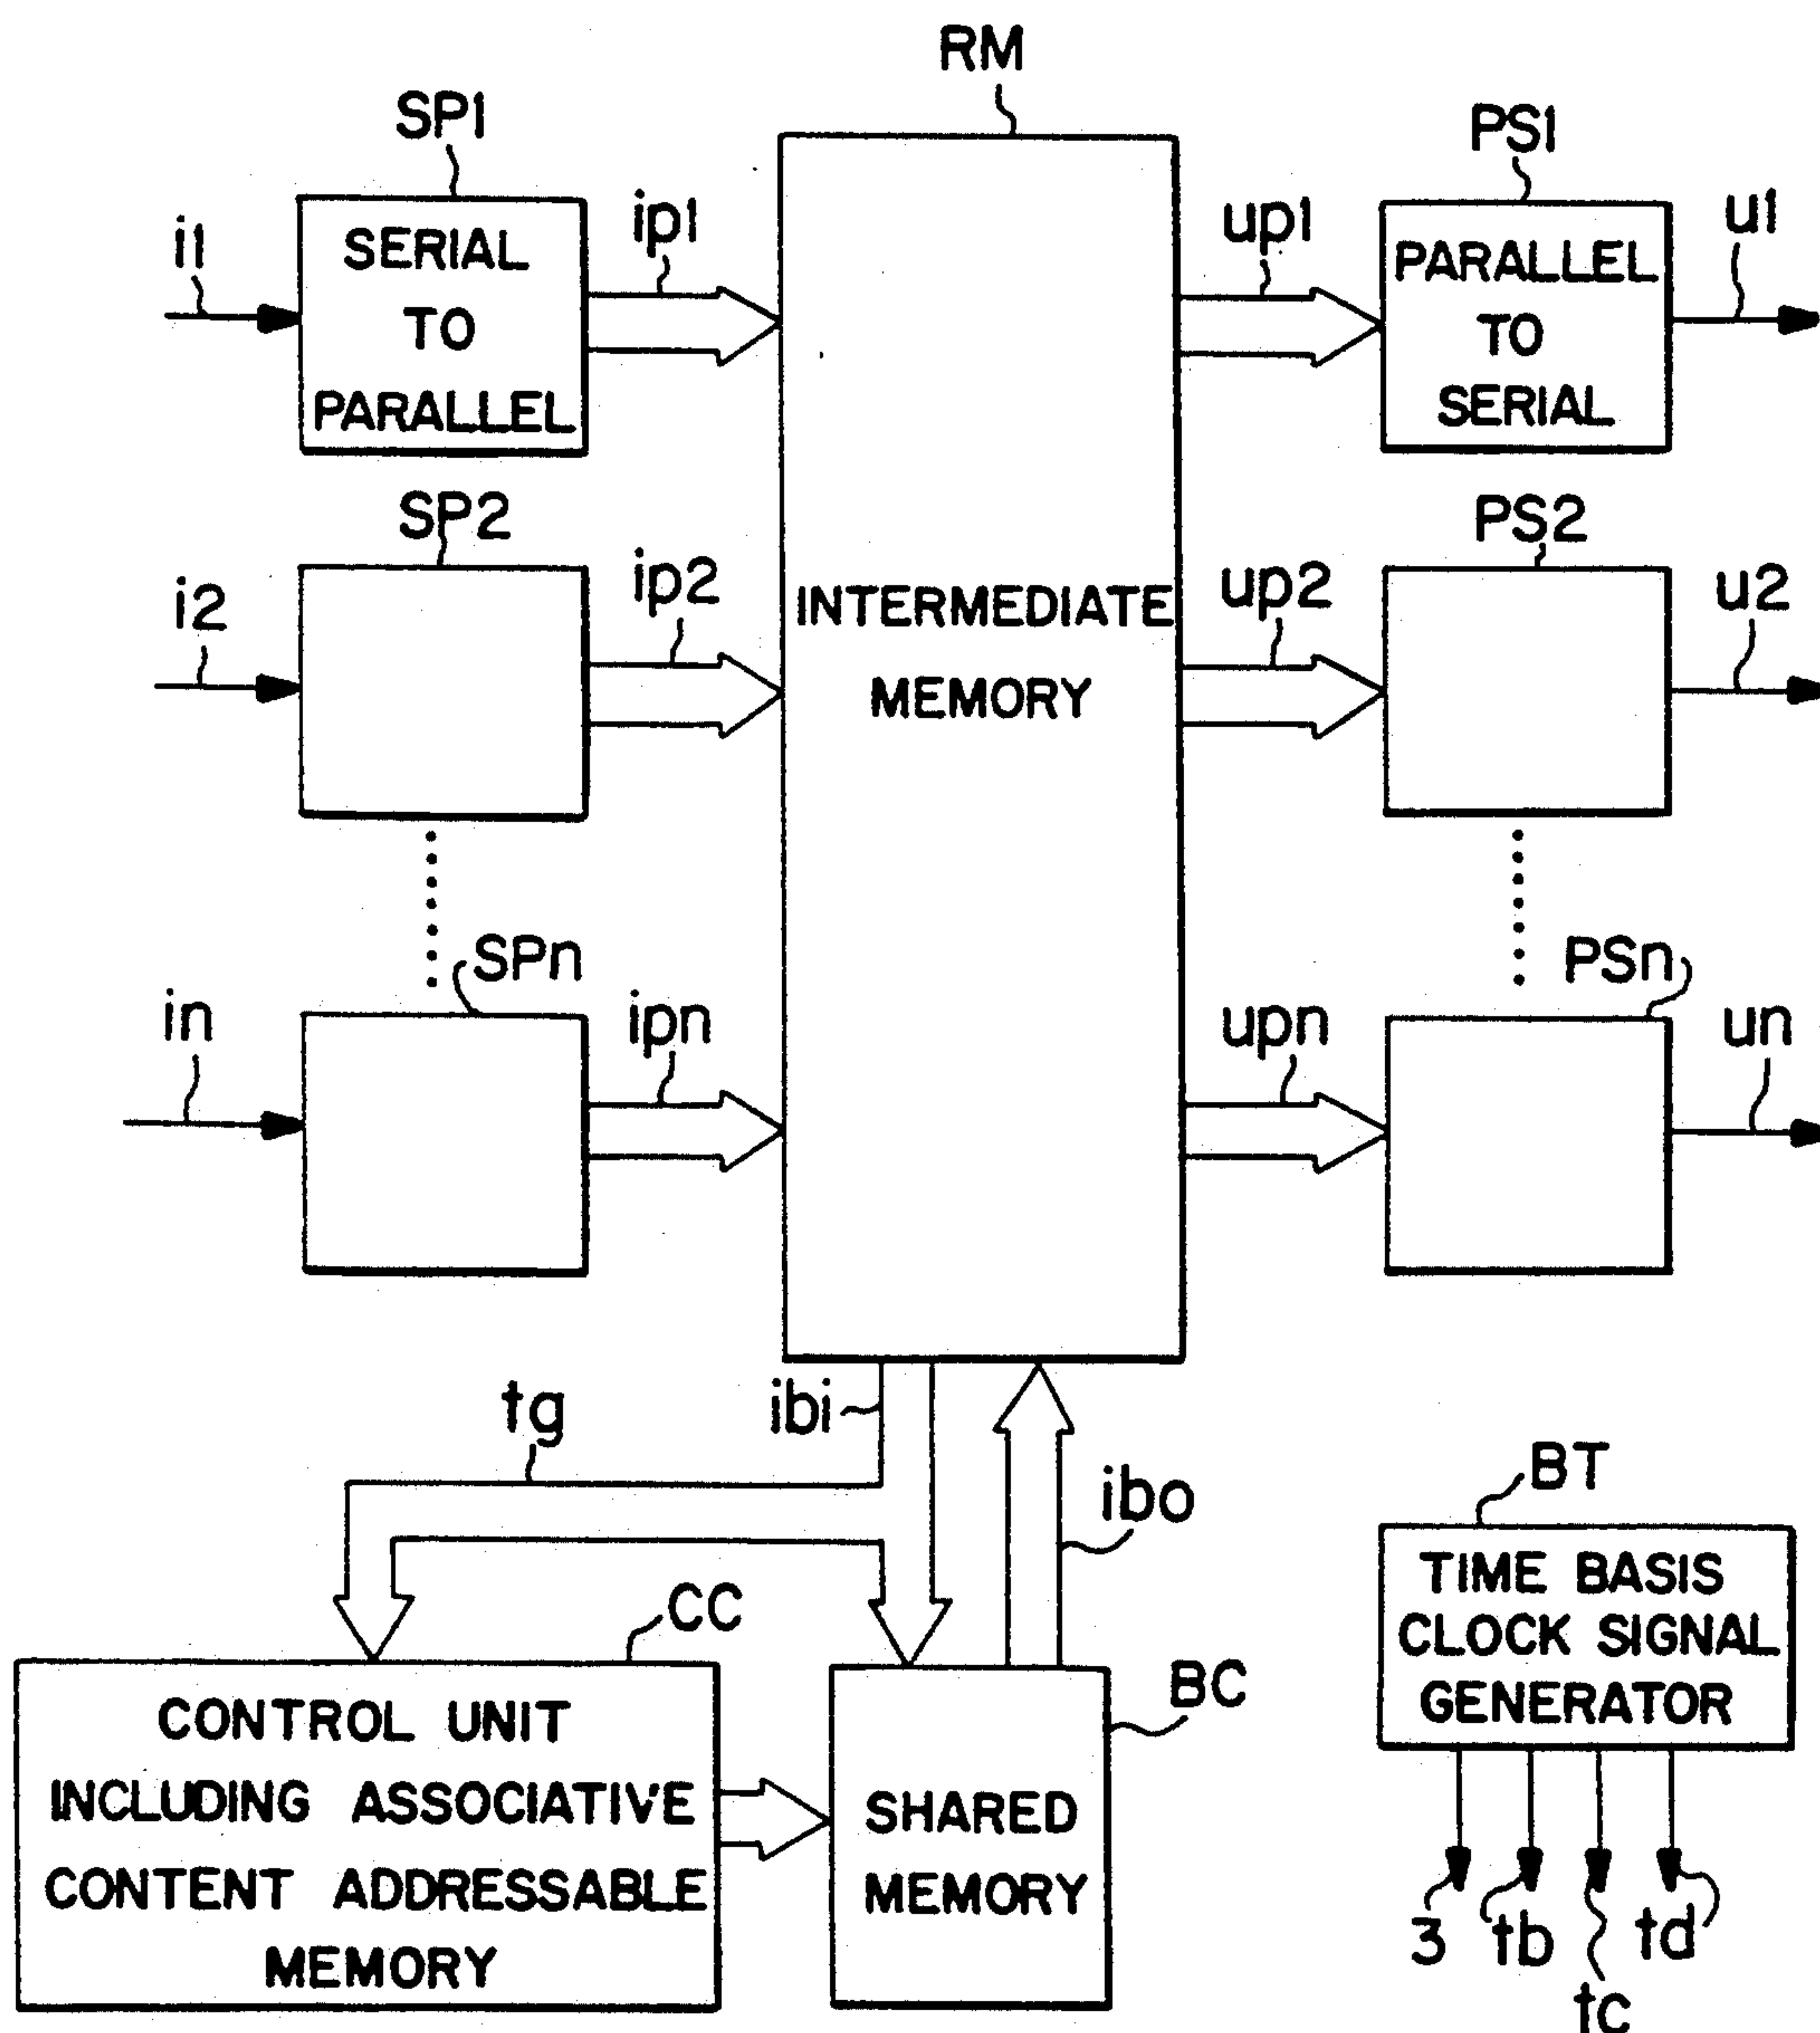 RM
SP1
PS1
i1
SERIAL
TO
PARALLEL
ip1
up1
PARALLEL
TO
SERIAL
u1
SP2
PS2
i2
ip2
INTERMEDIATE
MEMORY
up2
u2
SPn
PSn
in
ipn
upn
un
tg
ibi
ibo
BT
TIME BASIS
CLOCK SIGNAL
GENERATOR
CC
CONTROL UNIT
INCLUDING ASSOCIATIVE
CONTENT ADDRESSABLE
MEMORY
BC
SHARED
MEMORY
3
tb
tc
td